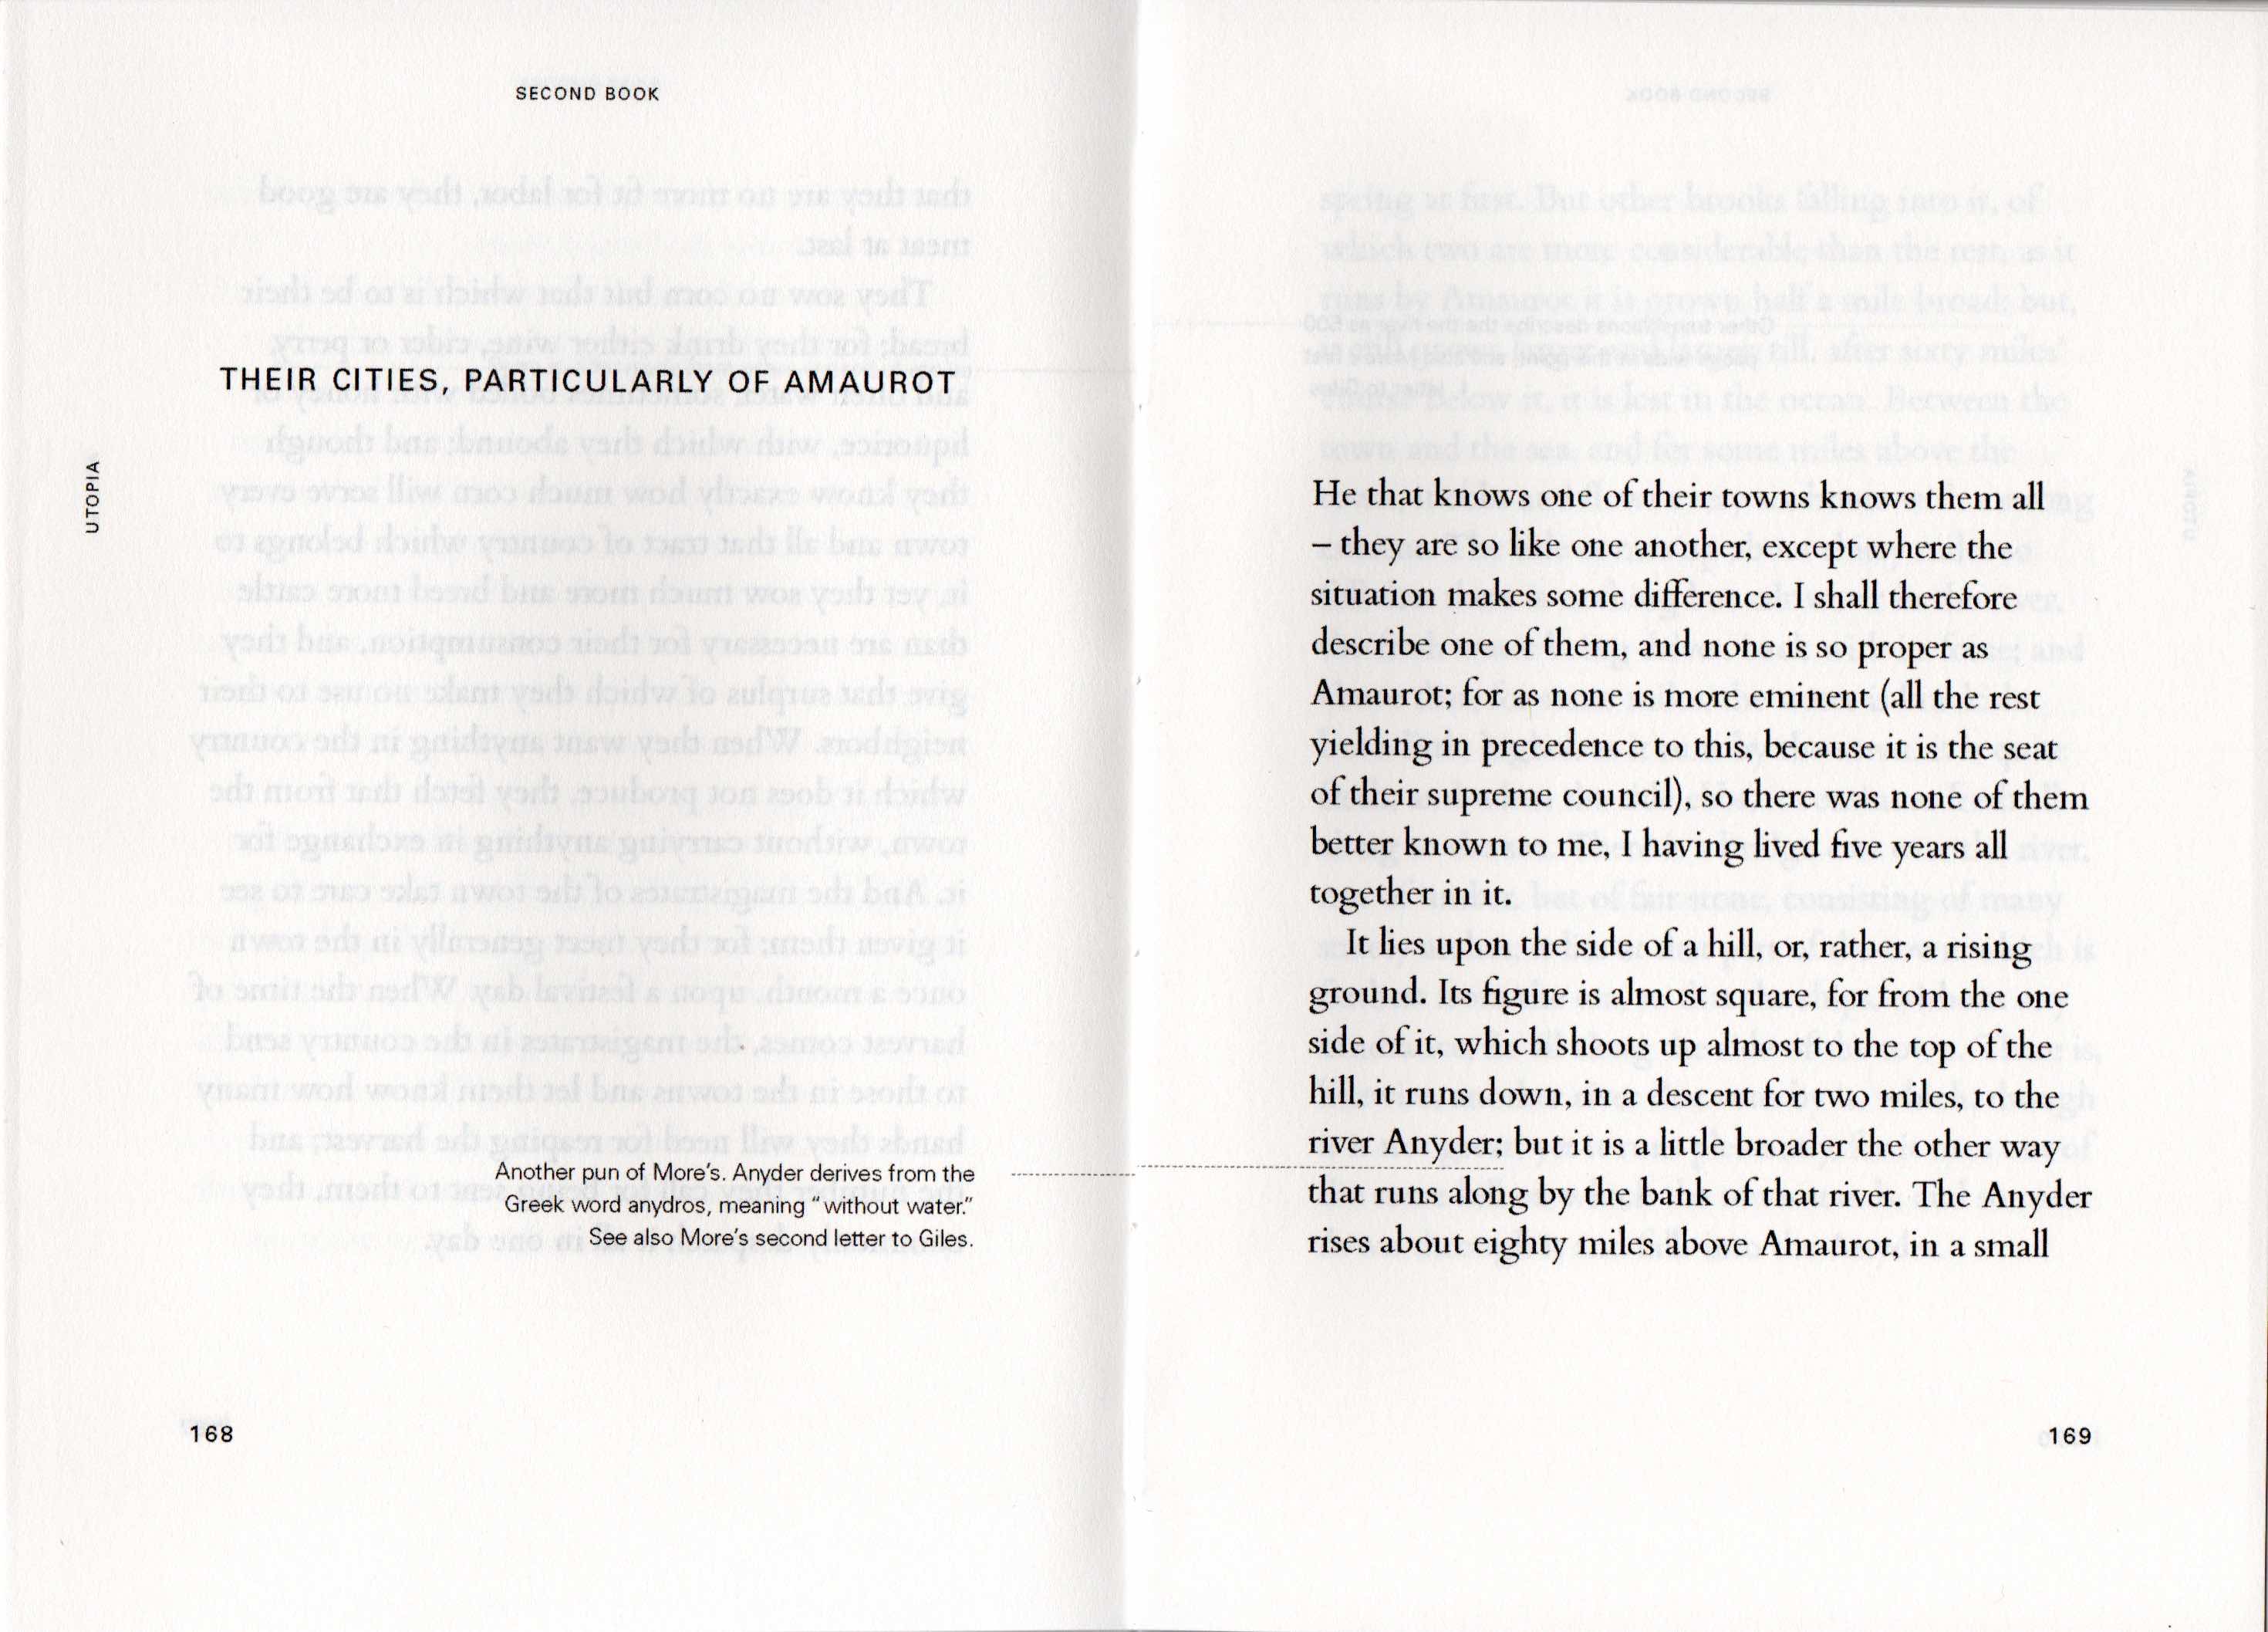 SECOND BOOK
THEIR CITIES, PARTICULARLY OF AMAUROT
UTOPIA
Another pun of More's. Anyder derives from the
Greek word anydros, meaning "without water."
See also More's second letter to Giles.
168
He that knows one of their towns knows them all
– they are so like one another, except where the
situation makes some difference. I shall therefore
describe one of them, and none is so proper as
Amaurot; for as none is more eminent (all the rest
yielding in precedence to this, because it is the seat
of their supreme council), so there was none of them
better known to me, I having lived five years all
together in it.
It lies upon the side of a hill, or, rather, a rising
ground. Its figure is almost square, for from the one
side of it, which shoots up almost to the top of the
hill, it runs down, in a descent for two miles, to the
river Anyder; but it is a little broader the other way
that runs along by the bank of that river. The Anyder
rises about eighty miles above Amaurot, in a small
169